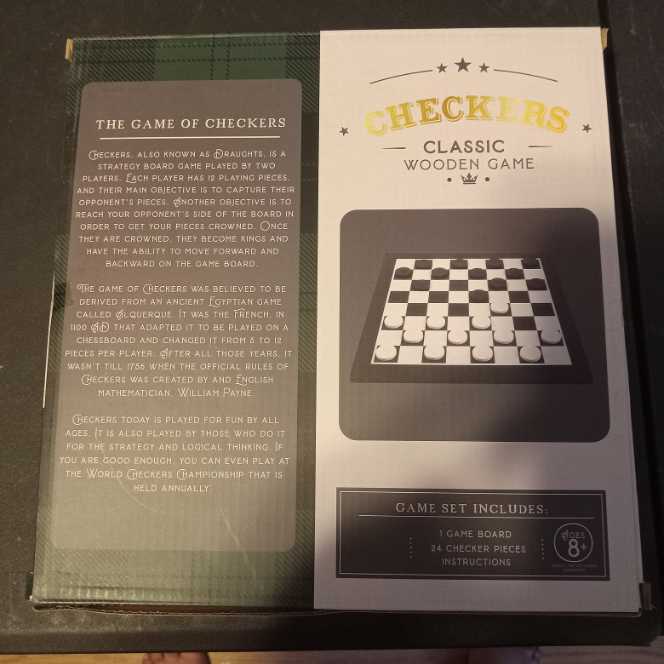 THE GAME OF CHECKERS
CHECKERS, ALSO KNOWN AS DRAUGHTS, IS A
STRATEGY BOARD GAME PLAYED BY TWO
PLAYERS. EACH PLAYER HAS 12 PLAYING PIECES,
AND THEIR MAIN OBJECTIVE IS TO CAPTURE THEIR
OPPONENT'S PIECES. ANOTHER OBJECTIVE IS TO
REACH YOUR OPPONENT'S SIDE OF THE BOARD IN
ORDER TO GET YOUR PIECES CROWNED. ONCE
THEY ARE CROWNED, THEY BECOME KINGS AND
HAVE THE ABILITY TO MOVE FORWARD AND
BACKWARD ON THE GAME BOARD.
THE GAME OF CHECKERS WAS BELIEVED TO BE
DERIVED FROM AN ANCIENT EGYPTIAN GAME
CALLED ALQUERQUE. IT WAS THE FRENCH, IN
1100 AD THAT ADAPTED IT TO BE PLAYED ON A
CHESSBOARD AND CHANGED IT FROM 5 TO 12
PIECES PER PLAYER. AFTER ALL THOSE YEARS, IT
WASN'T TILL 1756 WHEN THE OFFICIAL RULES OF
CHECKERS WAS CREATED BY AND ENGLISH
MATHEMATICIAN, WILLIAM PAYNE.
CHECKERS TODAY IS PLAYED FOR FUN BY ALL
AGES. IT IS ALSO PLAYED BY THOSE WHO DO IT
FOR THE STRATEGY AND LOGICAL THINKING. IF
YOU ARE GOOD ENOUGH, YOU CAN EVEN PLAY AT
THE WORLD CHECKERS CHAMPIONSHIP THAT IS
HELD ANNUALLY.
CHECKERS
CLASSIC
WOODEN GAME
GAME SET INCLUDES:
1 GAME BOARD
24 CHECKER PIECES
INSTRUCTIONS
AGES
8+